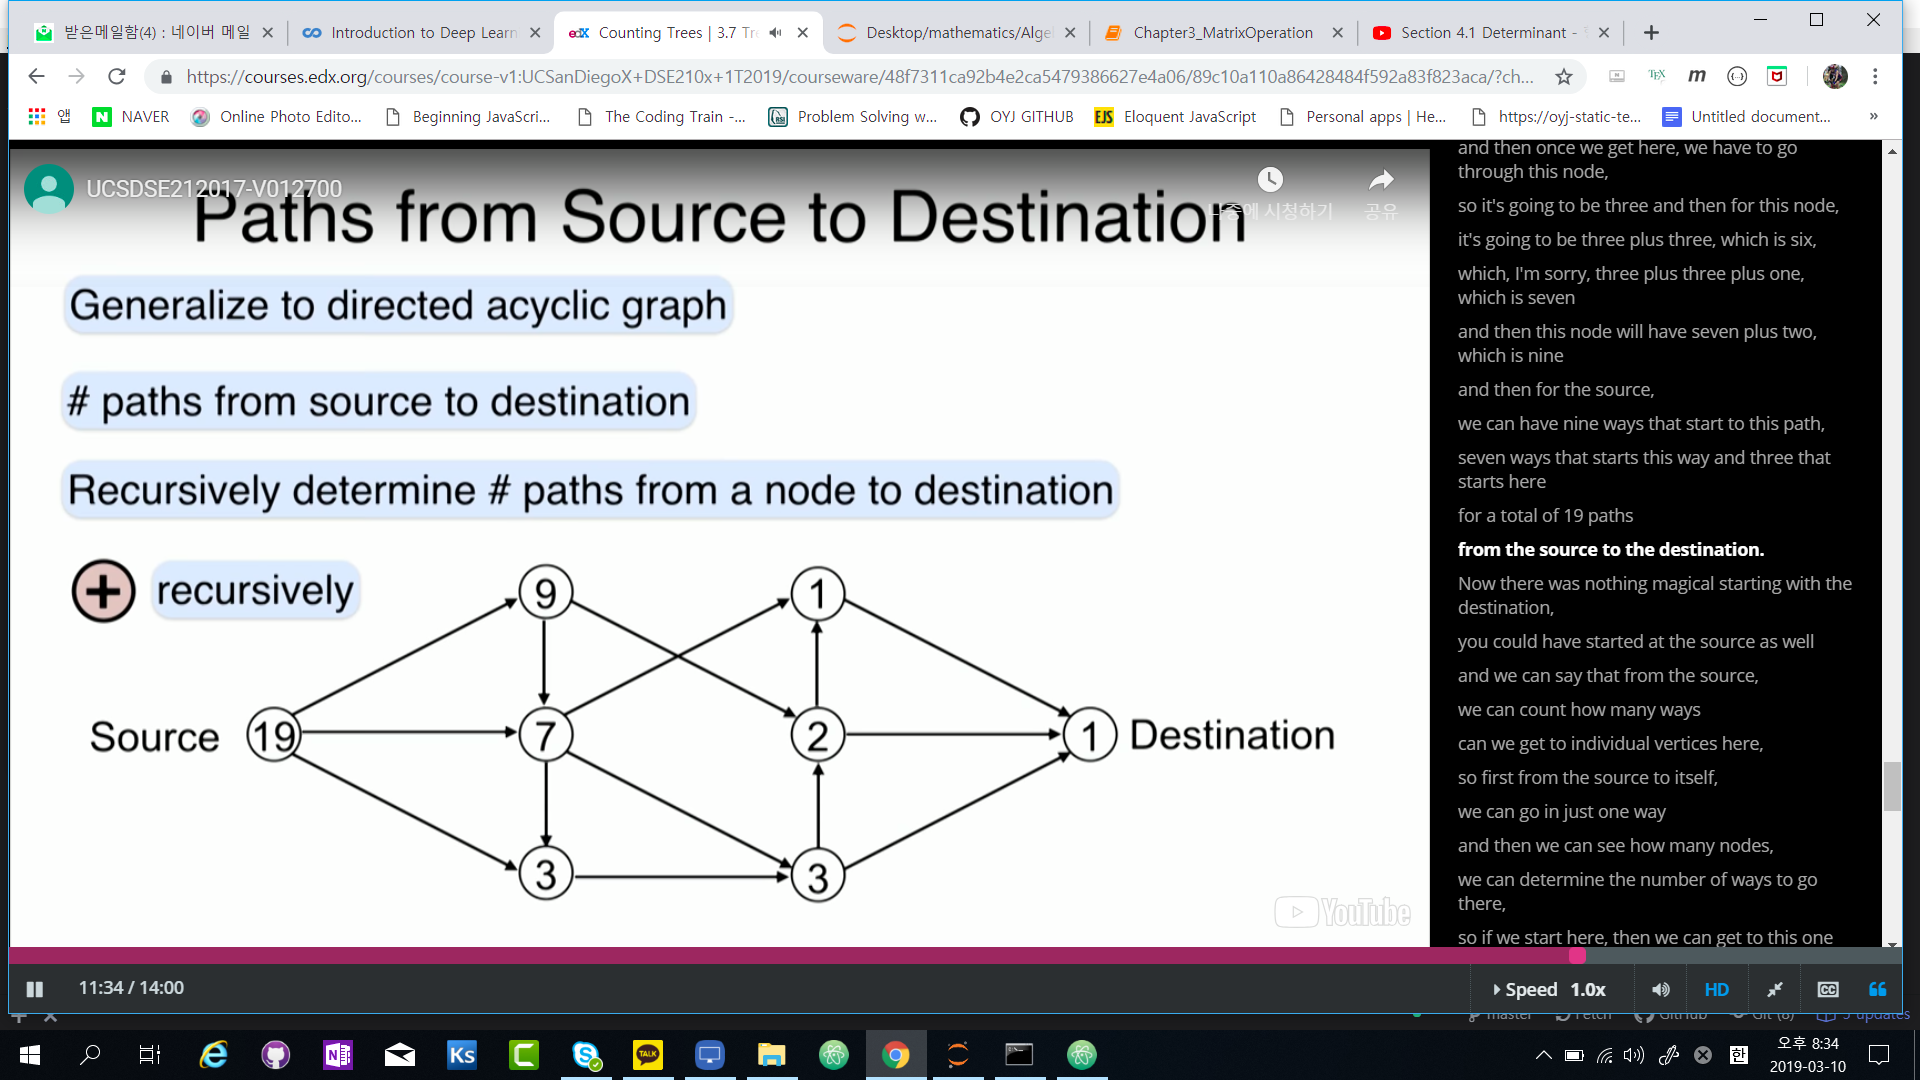 받은메일함(4) : 네이버 메일
Introduction to Deep Learn
edX Counting Trees | 3.7 Tr
Desktop/mathematics/Alge
Chapter3_MatrixOperation
Section 4.1 Determinant -
https://courses.edx.org/courses/course-v1:UCSanDiegoX+DSE210x+1T2019/courseware/48f7311ca92b4e2ca5479386627e4a06/89c10a110a86428484f592a83f823aca/?ch...
앱
NAVER
Online Photo Edito...
Beginning JavaScri...
The Coding Train -...
Problem Solving w...
OYJ GITHUB
EJS Eloquent JavaScript
Personal apps | He...
https://oyj-static-te...
Untitled document...
»
UCSDSE212017-V012700
나중에 시청하기
공유
Paths from Source to Destination
Generalize to directed acyclic graph
# paths from source to destination
Recursively determine # paths from a node to destination
+ recursively
9
1
Source
19
7
2
1
Destination
3
3
YouTube
and then once we get here, we have to go
through this node,
so it's going to be three and then for this node,
it's going to be three plus three, which is six,
which, I'm sorry, three plus three plus one,
which is seven
and then this node will have seven plus two,
which is nine
and then for the source,
we can have nine ways that start to this path,
seven ways that starts this way and three that
starts here
for a total of 19 paths
from the source to the destination.
Now there was nothing magical starting with the
destination,
you could have started at the source as well
and we can say that from the source,
we can count how many ways
can we get to individual vertices here,
so first from the source to itself,
we can go in just one way
and then we can see how many nodes,
we can determine the number of ways to go
there,
so if we start here, then we can get to this one
11:34 / 14:00
Speed 1.0x
HD
CC
master
Fetch
GitHub
Git (8)
5 updates
Ks
TALK
한
오후 8:34
2019-03-10